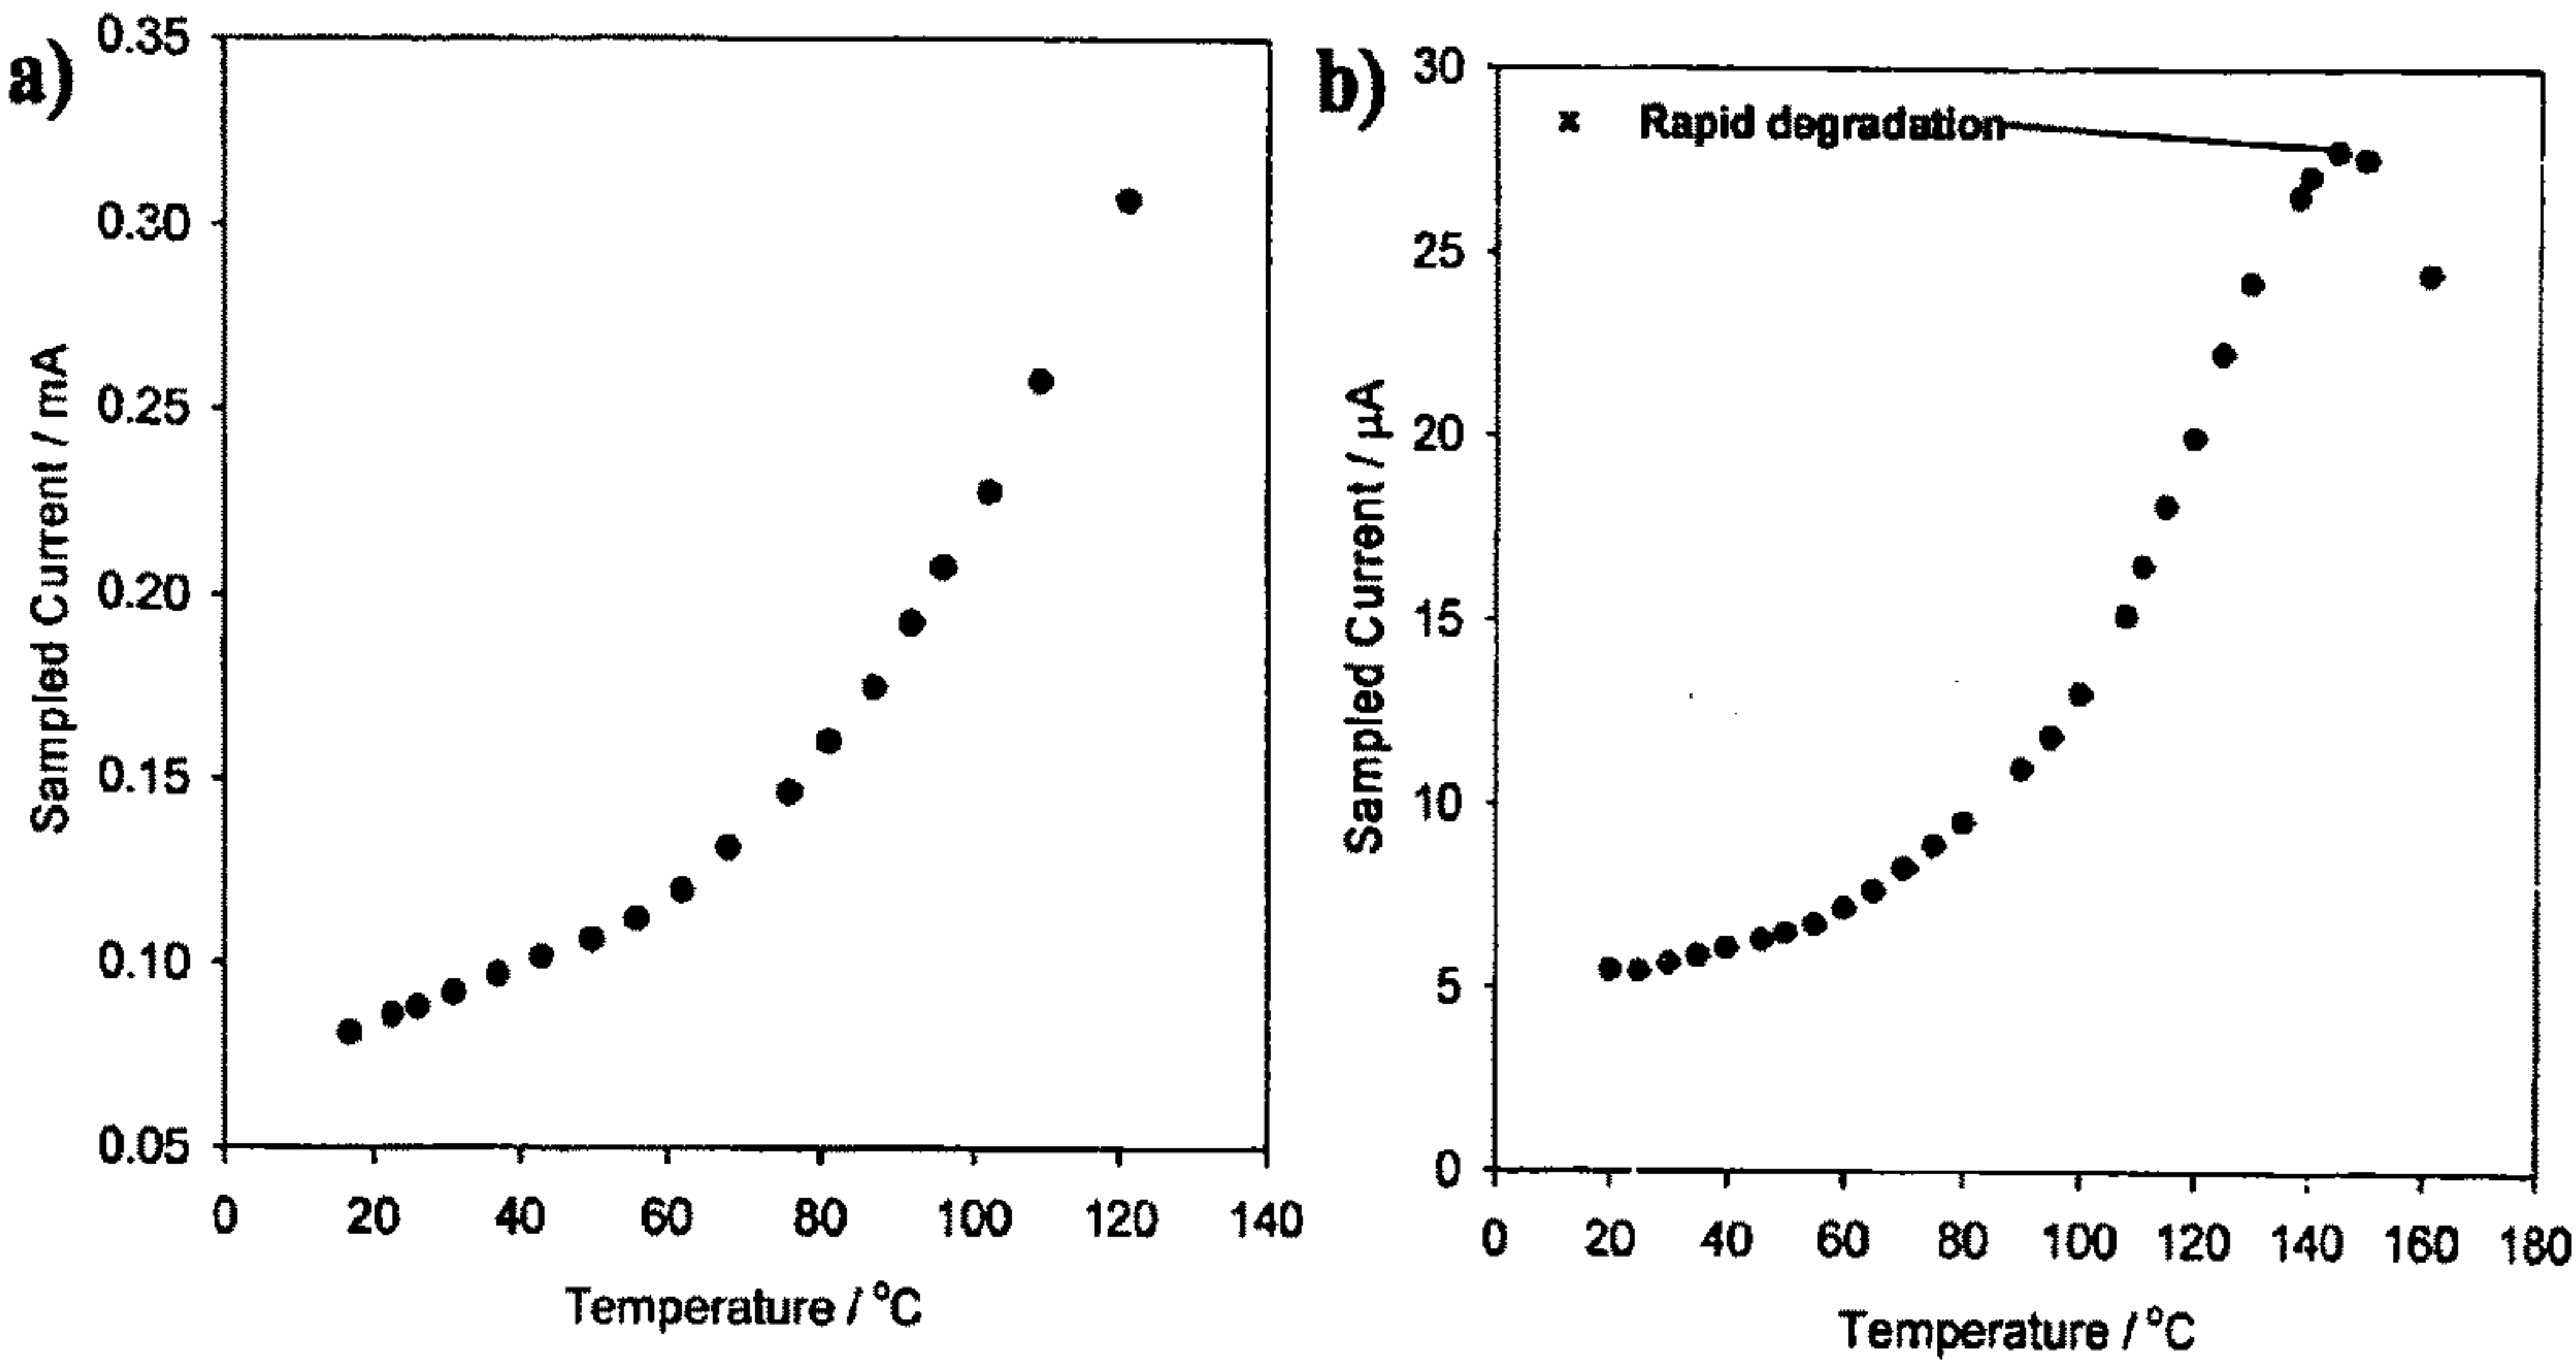 a)
0.35
0.30
0.25
0.20
0.15
0.10
0.05
Sampled Current / mA
0 20 40 60 80 100 120 140
Temperature / °C
b)
30
25
20
15
10
5
0
Sampled Current / µA
× Rapid degradation
0 20 40 60 80 100 120 140 160 180
Temperature / °C